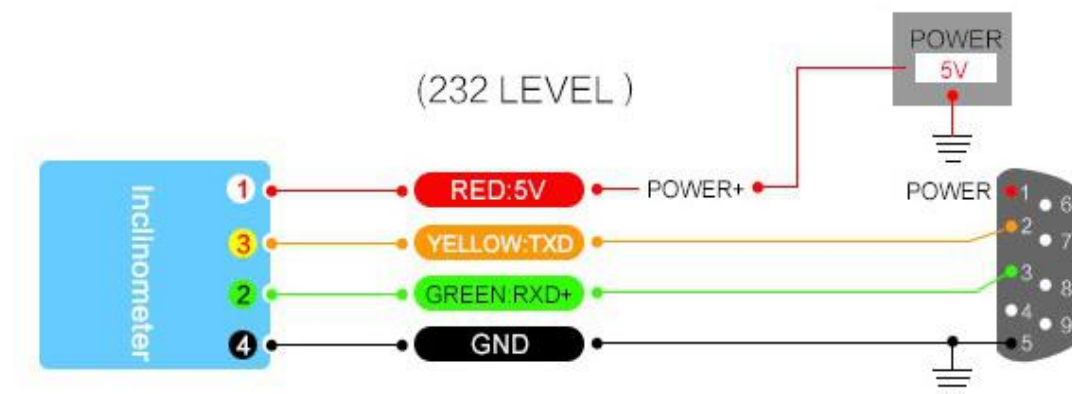 POWER
5V
(232 LEVEL )
Inclinometer
1 RED:5V POWER+ POWER 1 6
3 YELLOW:TXD 2 7
2 GREEN:RXD+ 3 8
4 GND 4 9
5